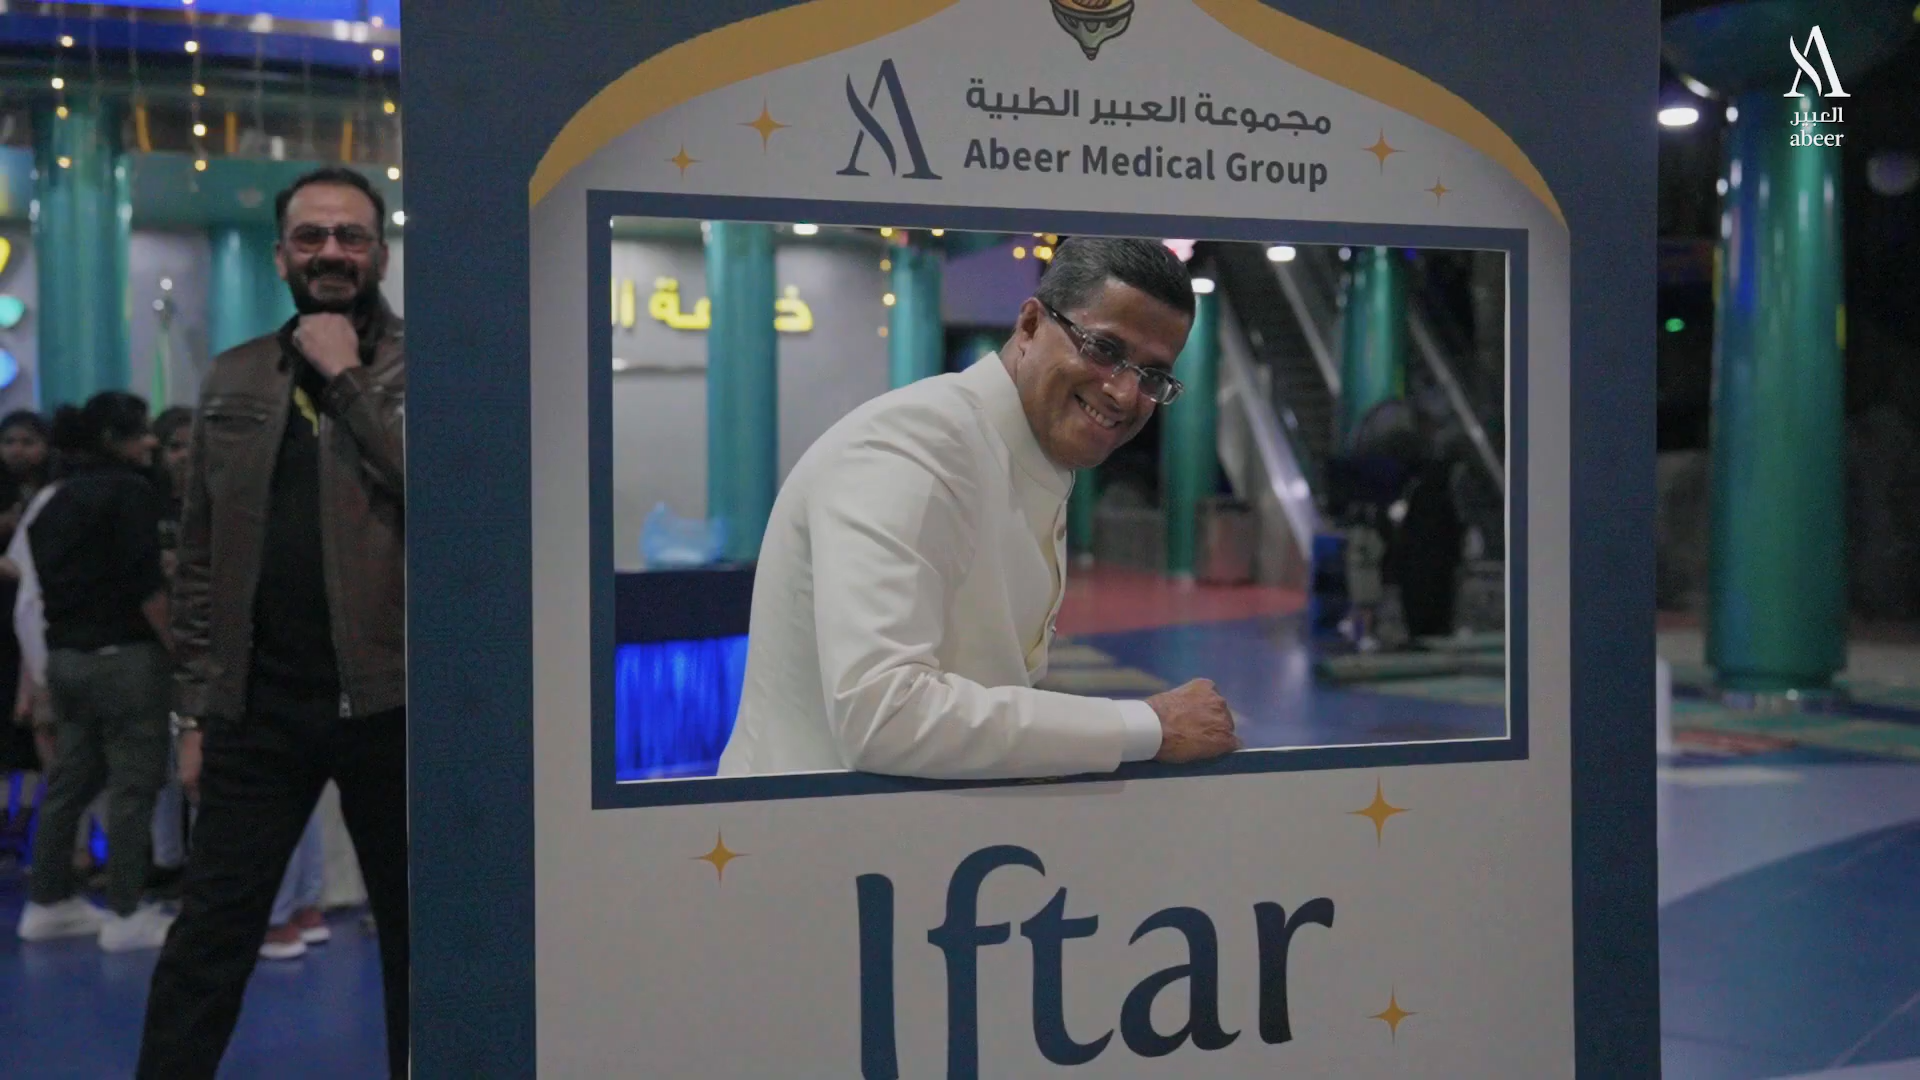 مجموعة العبير الطبية
Abeer Medical Group
العبير
abeer
Iftar